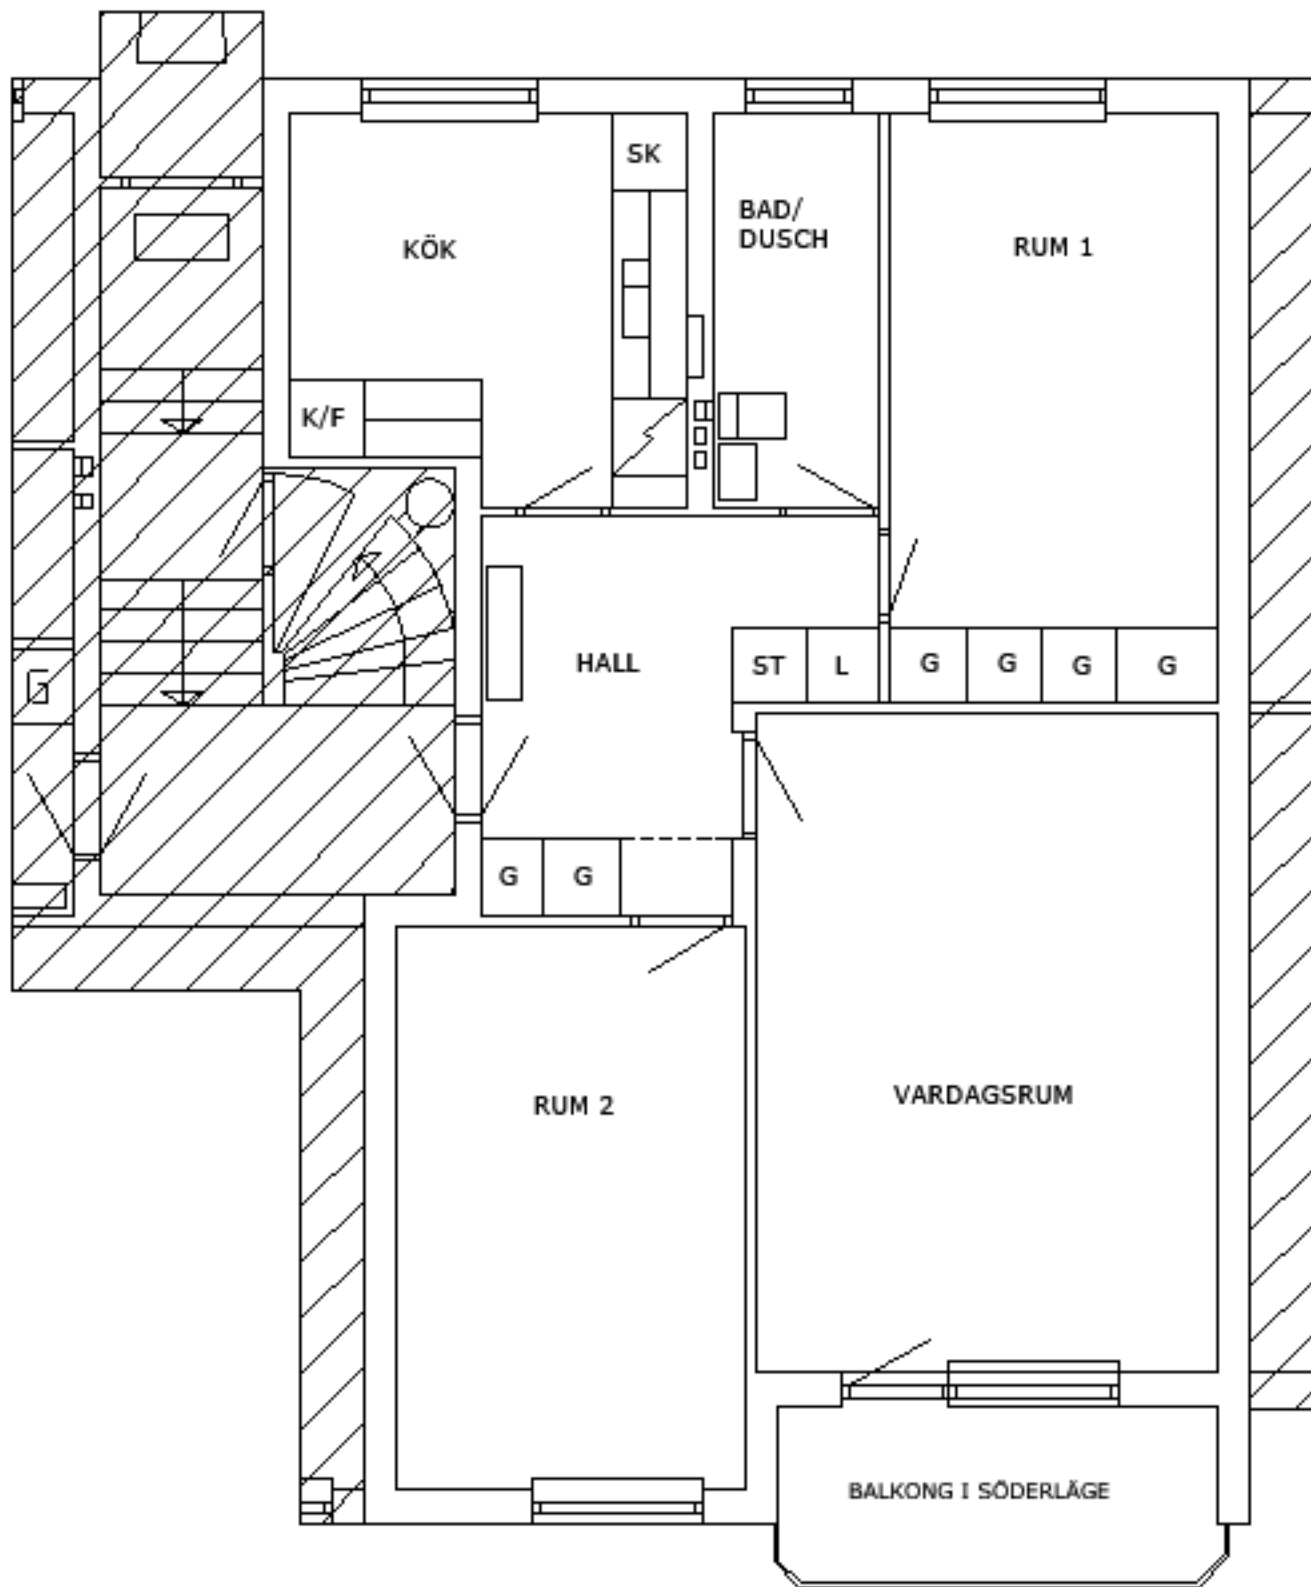 SK
BAD/
DUSCH
KÖK
RUM 1
K/F
HALL
ST
L
G
G
G
G
G
G
G
RUM 2
VARDAGSRUM
BALKONG I SÖDERLÄGE